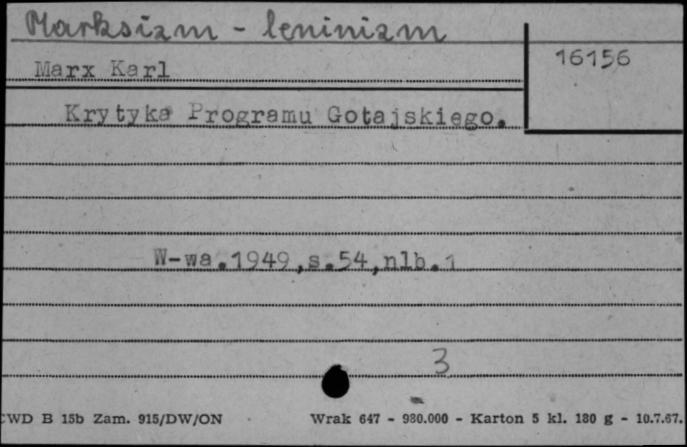 Marksizm - leninizm
16156
Marx Karl
Krytyka Programu Gotajskiego.
W-wa.1949,s.54,nlb.1
3
CWD B 15b Zam. 915/DW/ON Wrak 647 - 980.000 - Karton 5 kl. 180 g - 10.7.67.